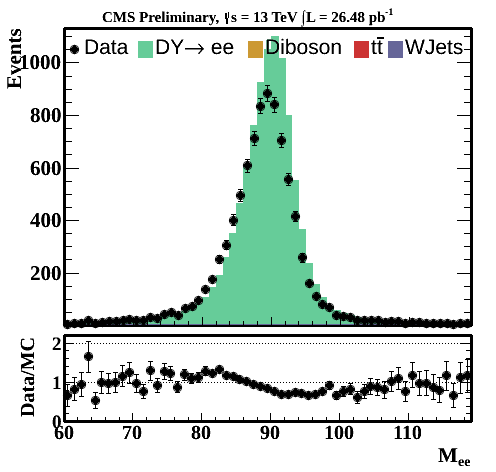 CMS Preliminary, √s = 13 TeV ∫L = 26.48 pb⁻¹
Events
Data DY→ ee Diboson tt̄ WJets
1000
800
600
400
200
Data/MC
2
1
0
60 70 80 90 100 110
M_ee